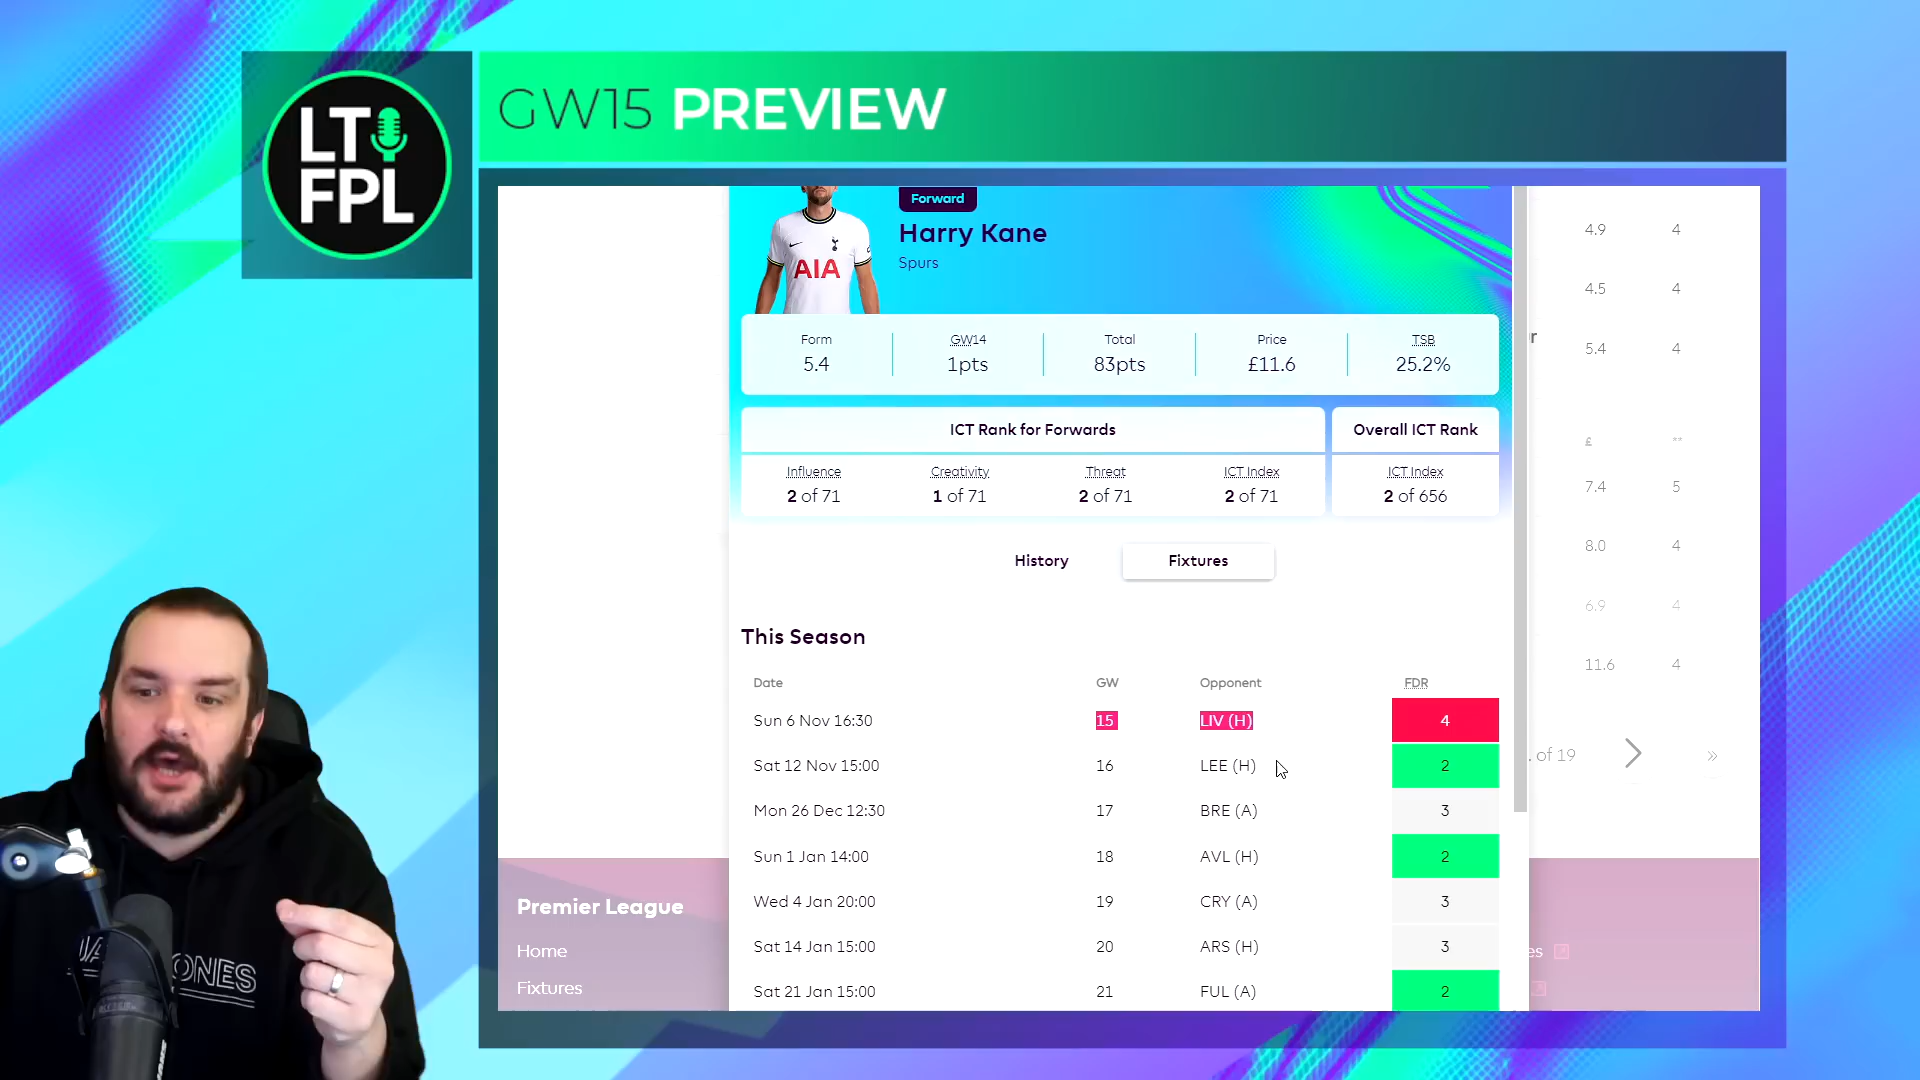 LT
FPL
GW15 PREVIEW
Forward
Harry Kane
Spurs
AIA
Form GW14 Total Price TSB
5.4 1pts 83pts £11.6 25.2%
ICT Rank for Forwards Overall ICT Rank
Influence Creativity Threat ICT Index ICT Index
2 of 71 1 of 71 2 of 71 2 of 71 2 of 656
History Fixtures
This Season
Date GW Opponent FDR
Sun 6 Nov 16:30 15 LIV (H) 4
Sat 12 Nov 15:00 16 LEE (H) 2
Mon 26 Dec 12:30 17 BRE (A) 3
Sun 1 Jan 14:00 18 AVL (H) 2
Wed 4 Jan 20:00 19 CRY (A) 3
Sat 14 Jan 15:00 20 ARS (H) 3
Sat 21 Jan 15:00 21 FUL (A) 2
4.9 4
4.5 4
5.4 4
£ **
7.4 5
8.0 4
6.9 4
11.6 4
of 19 »
Premier League
Home
Fixtures